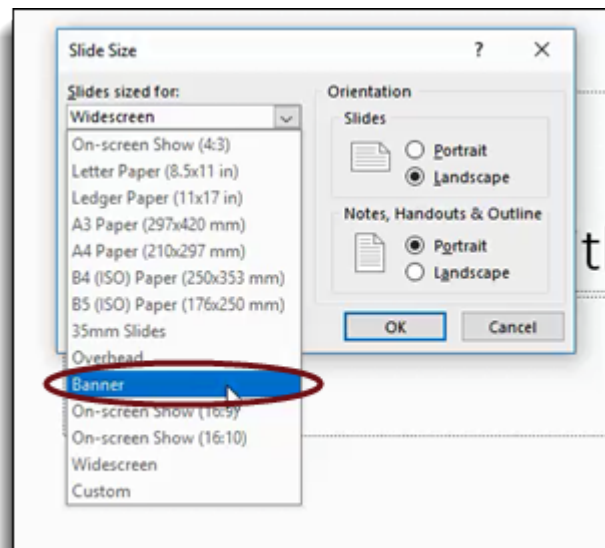 Slide Size ? ×
Slides sized for:
Widescreen
On-screen Show (4:3)
Letter Paper (8.5x11 in)
Ledger Paper (11x17 in)
A3 Paper (297x420 mm)
A4 Paper (210x297 mm)
B4 (ISO) Paper (250x353 mm)
B5 (ISO) Paper (176x250 mm)
35mm Slides
Overhead
Banner
On-screen Show (16:9)
On-screen Show (16:10)
Widescreen
Custom
Orientation
Slides
Portrait
Landscape
Notes, Handouts & Outline
Portrait
Landscape
OK Cancel